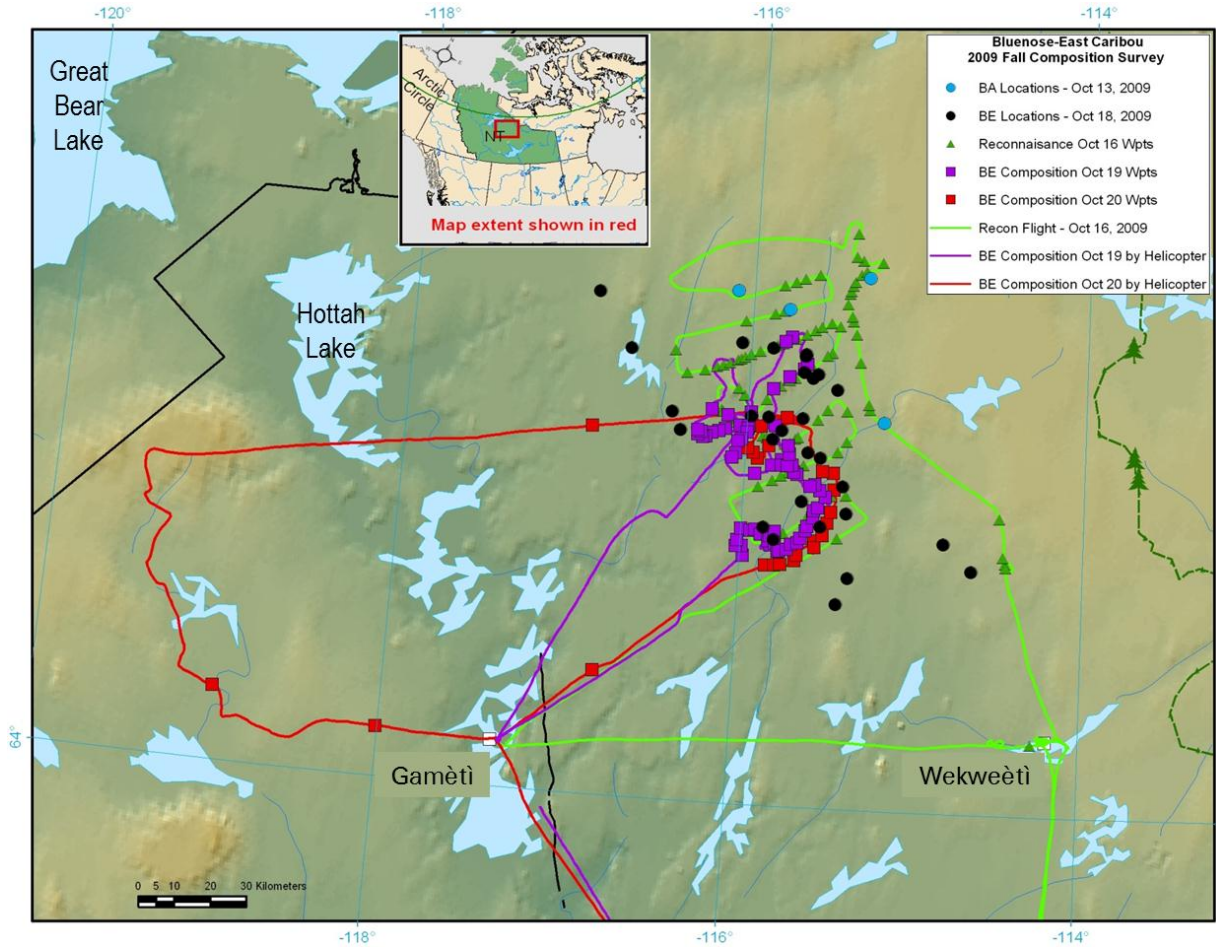 -120°
-118°
-116°
-114°
Great
Bear
Lake
Arctic
Circle
NT
Map extent shown in red
Bluenose-East Caribou
2009 Fall Composition Survey
BA Locations - Oct 13, 2009
BE Locations - Oct 18, 2009
Reconnaisance Oct 16 Wpts
BE Composition Oct 19 Wpts
BE Composition Oct 20 Wpts
Recon Flight - Oct 16, 2009
BE Composition Oct 19 by Helicopter
BE Composition Oct 20 by Helicopter
Hottah
Lake
64°
Gamètì
Wekweètì
0 5 10 20 30 Kilometers
-118°
-116°
-114°